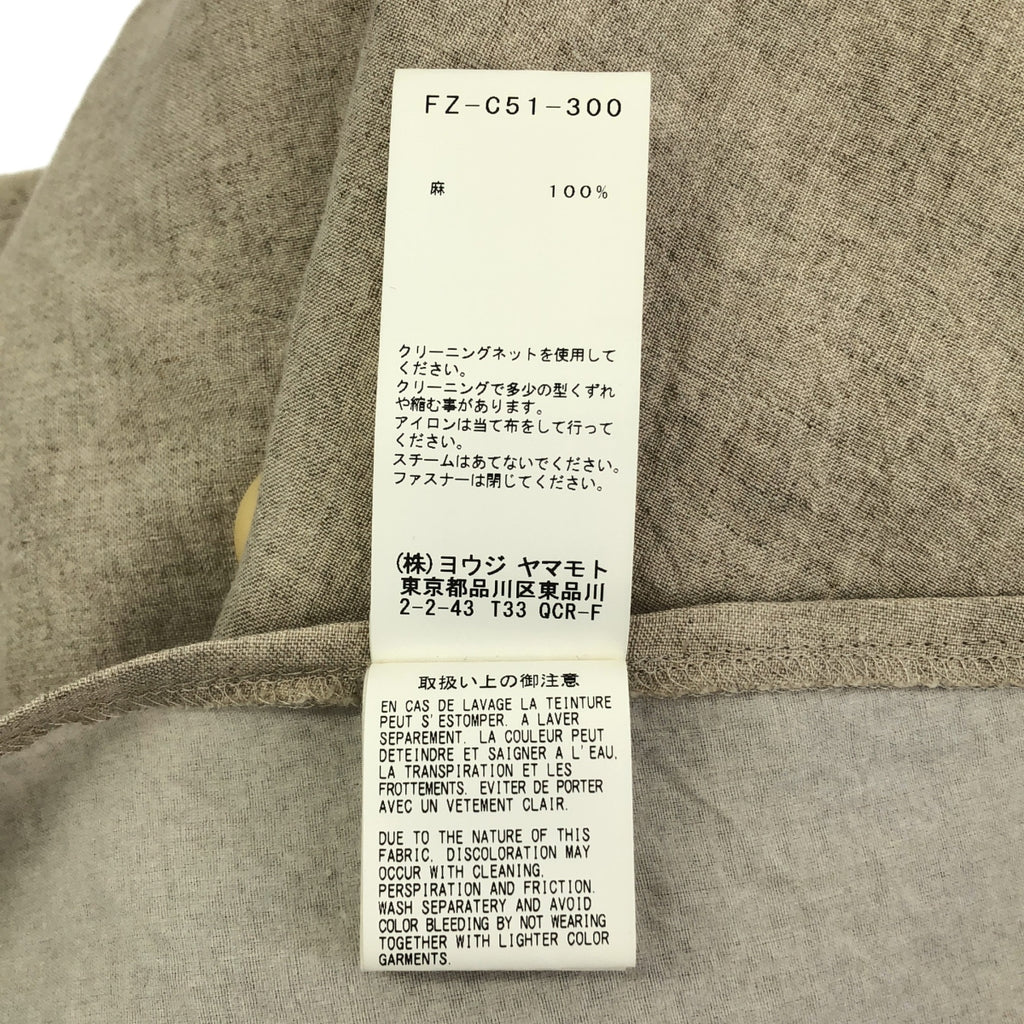 FZ-C51-300
麻 100%
クリーニングネットを使用して
ください。
クリーニングで多少の型くずれ
や縮む事があります。
アイロンは当て布をして行って
ください。
スチームはあてないでください。
ファスナーは閉じてください。
(株)ヨウジ ヤマモト
東京都品川区東品川
2-2-43 T33 QCR-F
取扱い上の御注意
EN CAS DE LAVAGE LA TEINTURE
PEUT S'ESTOMPER. A LAVER
SEPAREMENT. LA COULEUR PEUT
DETEINDRE ET SAIGNER A L'EAU.
LA TRANSPIRATION ET LES
FROTTEMENTS. EVITER DE PORTER
AVEC UN VETEMENT CLAIR.
DUE TO THE NATURE OF THIS
FABRIC, DISCOLORATION MAY
OCCUR WITH CLEANING,
PERSPIRATION AND FRICTION.
WASH SEPARATERY AND AVOID
COLOR BLEEDING BY NOT WEARING
TOGETHER WITH LIGHTER COLOR
GARMENTS.